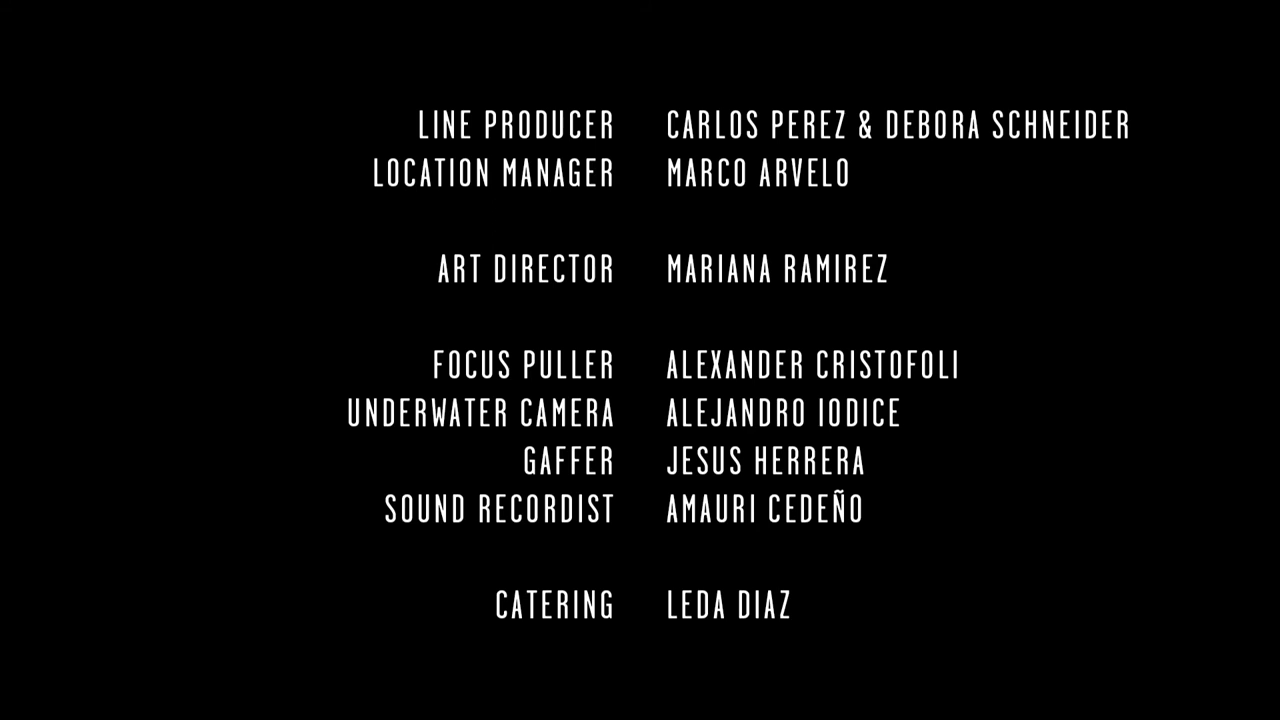 LINE PRODUCER CARLOS PEREZ & DEBORA SCHNEIDER
LOCATION MANAGER MARCO ARVELO
ART DIRECTOR MARIANA RAMIREZ
FOCUS PULLER ALEXANDER CRISTOFOLI
UNDERWATER CAMERA ALEJANDRO IODICE
GAFFER JESUS HERRERA
SOUND RECORDIST AMAURI CEDEÑO
CATERING LEDA DIAZ